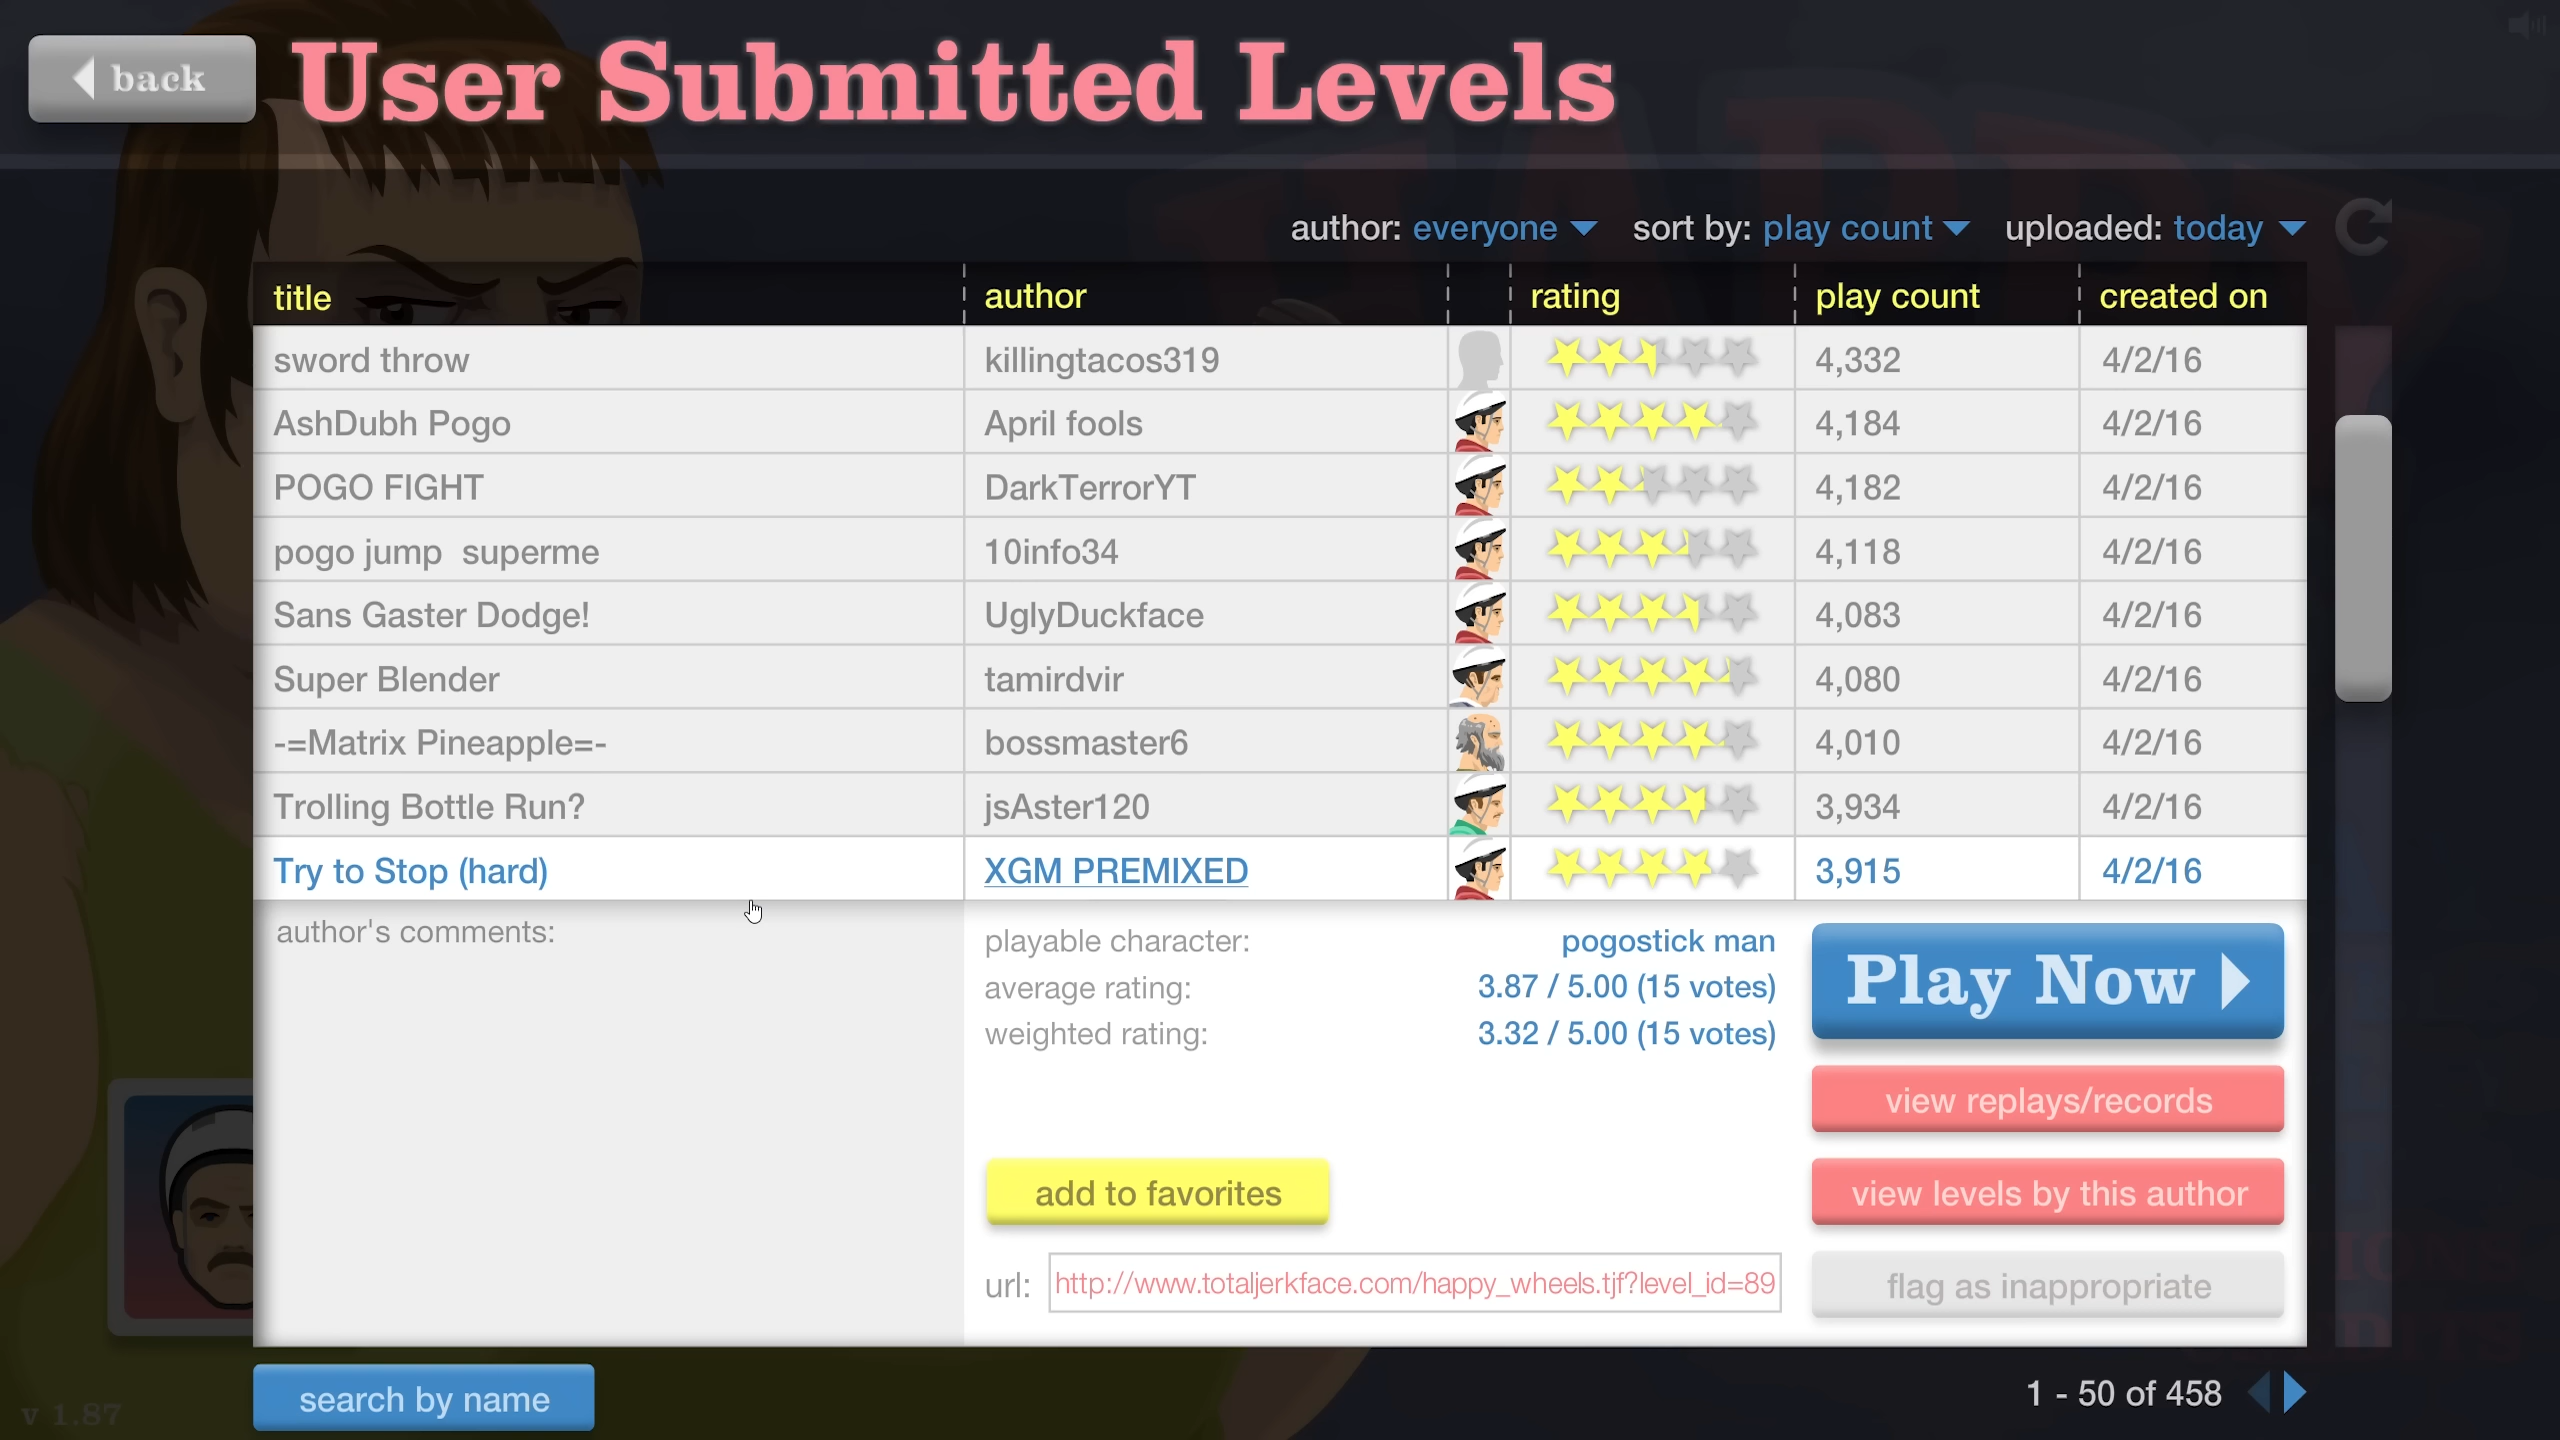 back
User Submitted Levels
author: everyone sort by: play count uploaded: today
title author rating play count created on
sword throw killingtacos319 4,332 4/2/16
AshDubh Pogo April fools 4,184 4/2/16
POGO FIGHT DarkTerrorYT 4,182 4/2/16
pogo jump  superme 10info34 4,118 4/2/16
Sans Gaster Dodge! UglyDuckface 4,083 4/2/16
Super Blender tamirdvir 4,080 4/2/16
-=Matrix Pineapple=- bossmaster6 4,010 4/2/16
Trolling Bottle Run? jsAster120 3,934 4/2/16
Try to Stop (hard) XGM PREMIXED 3,915 4/2/16
author's comments:
playable character: pogostick man
average rating: 3.87 / 5.00 (15 votes)
weighted rating: 3.32 / 5.00 (15 votes)
Play Now
view replays/records
add to favorites
view levels by this author
url: http://www.totaljerkface.com/happy_wheels.tjf?level_id=89
flag as inappropriate
search by name
1 - 50 of 458
v 1.87